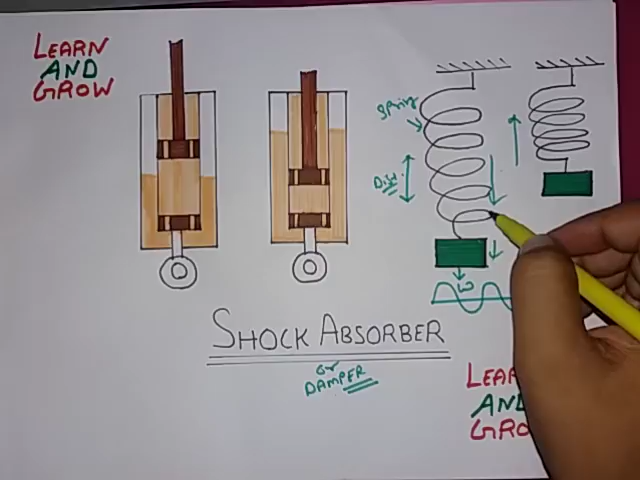 LEARN
AND
GROW
Spring
D.W
W
SHOCK ABSORBER
or
DAMPER
LEAR
AND
GRO